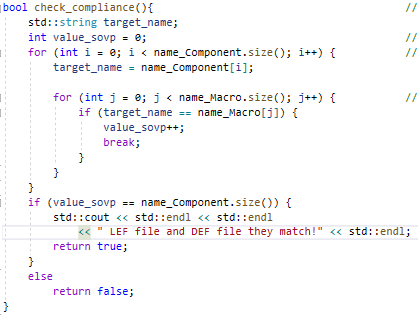 bool check_compliance(){ //
    std::string target_name;
    int value_sovp = 0; //
    for (int i = 0; i < name_Component.size(); i++) { //
        target_name = name_Component[i];

        for (int j = 0; j < name_Macro.size(); j++) { //
            if (target_name == name_Macro[j]) {
                value_sovp++;
                break;
            }
        }
    }
    if (value_sovp == name_Component.size()) {
        std::cout << std::endl << std::endl
            << " LEF file and DEF file they match!" << std::endl;
        return true;
    }
    else
        return false;
}